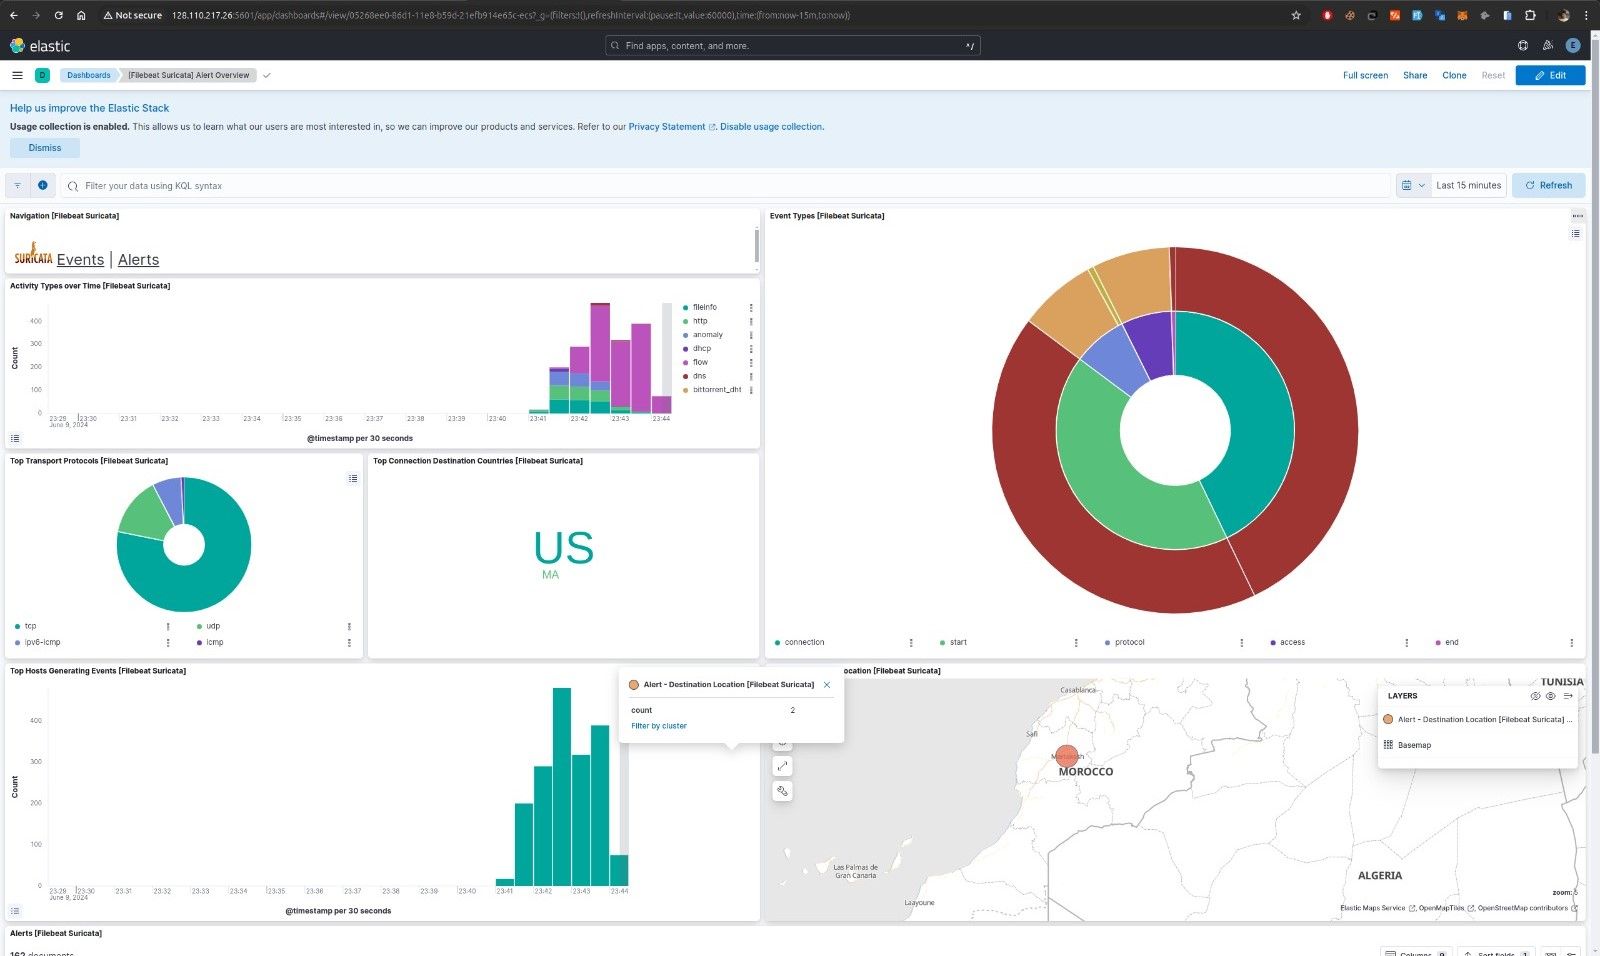 Not secure 128.110.217.26:5601/app/dashboards#/view/05268ee0-86d1-11e8-b59d-21efb914e65c-ecs?_g=(filters:!(),refreshInterval:(pause:!t,value:60000),time:(from:now-15m,to:now))
elastic
Find apps, content, and more.
^/
E
D
Dashboards
[Filebeat Suricata] Alert Overview
Full screen
Share
Clone
Reset
Edit
Help us improve the Elastic Stack
Usage collection is enabled. This allows us to learn what our users are most interested in, so we can improve our products and services. Refer to our Privacy Statement. Disable usage collection.
Dismiss
Filter your data using KQL syntax
Last 15 minutes
Refresh
Navigation [Filebeat Suricata]
SURICATA Events | Alerts
Activity Types over Time [Filebeat Suricata]
Count
400
300
200
100
0
23:29 23:30 23:31 23:32 23:33 23:34 23:35 23:36 23:37 23:38 23:39 23:40 23:41 23:42 23:43 23:44
June 9, 2024
@timestamp per 30 seconds
fileinfo
http
anomaly
dhcp
flow
dns
bittorrent_dht
Top Transport Protocols [Filebeat Suricata]
tcp
udp
ipv6-icmp
icmp
Top Connection Destination Countries [Filebeat Suricata]
US
MA
Event Types [Filebeat Suricata]
connection
start
protocol
access
end
Top Hosts Generating Events [Filebeat Suricata]
Count
400
300
200
100
0
23:29 23:30 23:31 23:32 23:33 23:34 23:35 23:36 23:37 23:38 23:39 23:40 23:41 23:42 23:43 23:44
June 9, 2024
@timestamp per 30 seconds
Alert - Destination Location [Filebeat Suricata]
count 2
Filter by cluster
ocation [Filebeat Suricata]
Casablanca
Safi
MOROCCO
Las Palmas de
Gran Canaria
Laayoune
ALGERIA
TUNISIA
LAYERS
Alert - Destination Location [Filebeat Suricata] ...
Basemap
zoom: 5
Elastic Maps Service, OpenMapTiles, OpenStreetMap contributors
Alerts [Filebeat Suricata]
162 documents
Columns 9
Sort fields 1